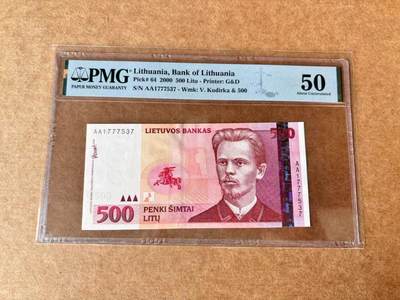 PMG
PAPER MONEY GUARANTY
Lithuania, Bank of Lithuania
Pick# 64 2000 500 Litu - Printer: G&D
S/N AA1777537 - Wmk: V. Kudirka & 500
50
About Uncirculated
AA1777537
LIETUVOS BANKAS
500
AA1777537
500
PENKI ŠIMTAI
LITŲ